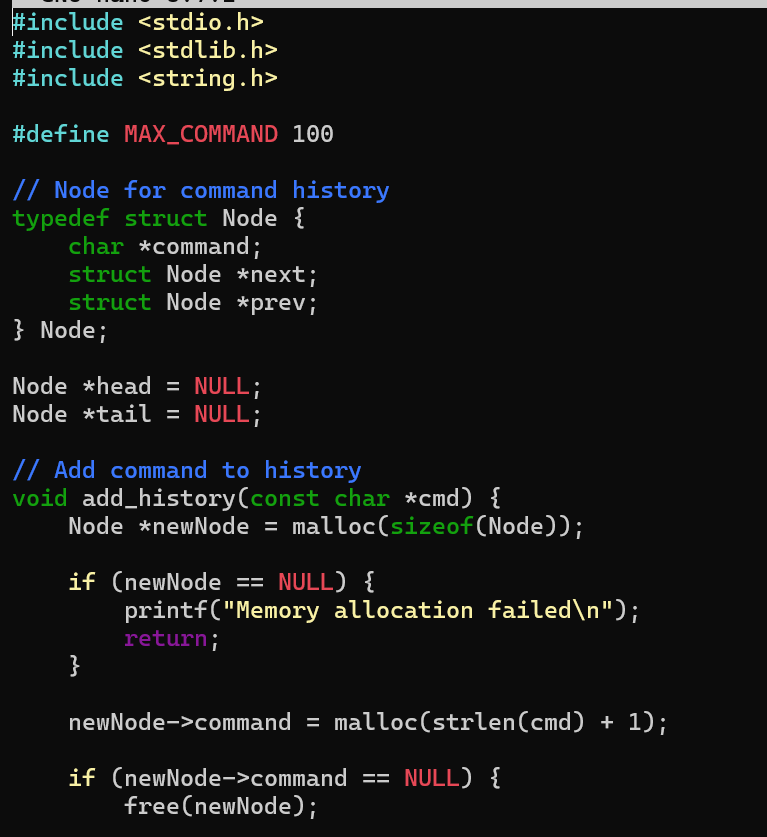 #include <stdio.h>
#include <stdlib.h>
#include <string.h>

#define MAX_COMMAND 100

// Node for command history
typedef struct Node {
    char *command;
    struct Node *next;
    struct Node *prev;
} Node;

Node *head = NULL;
Node *tail = NULL;

// Add command to history
void add_history(const char *cmd) {
    Node *newNode = malloc(sizeof(Node));

    if (newNode == NULL) {
        printf("Memory allocation failed\n");
        return;
    }

    newNode->command = malloc(strlen(cmd) + 1);

    if (newNode->command == NULL) {
        free(newNode);